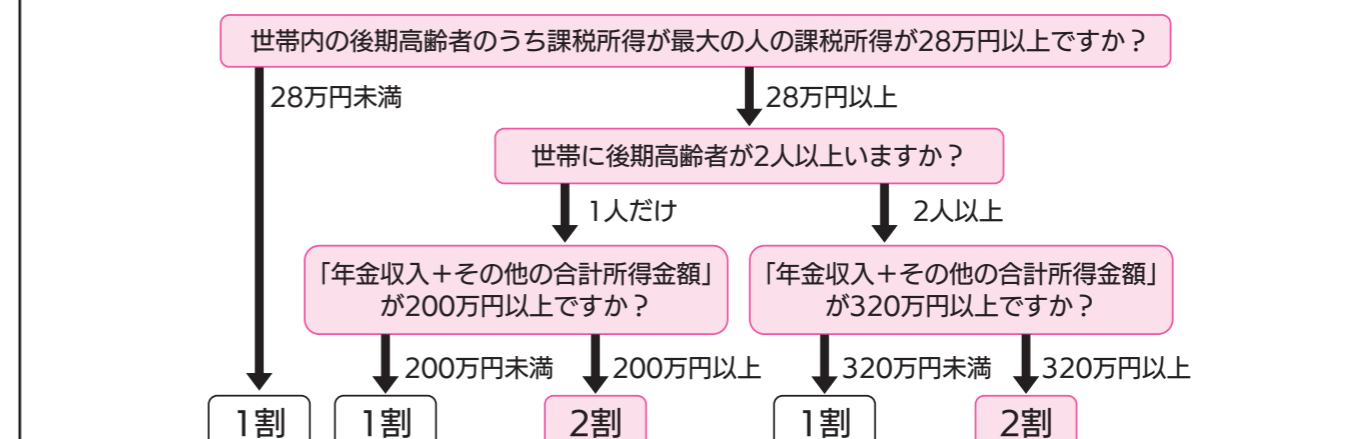 世帯内の後期高齢者のうち課税所得が最大の人の課税所得が28万円以上ですか？
28万円未満
28万円以上
世帯に後期高齢者が2人以上いますか？
1人だけ
2人以上
「年金収入＋その他の合計所得金額」
が200万円以上ですか？
「年金収入＋その他の合計所得金額」
が320万円以上ですか？
200万円未満
200万円以上
320万円未満
320万円以上
1割
1割
2割
1割
2割